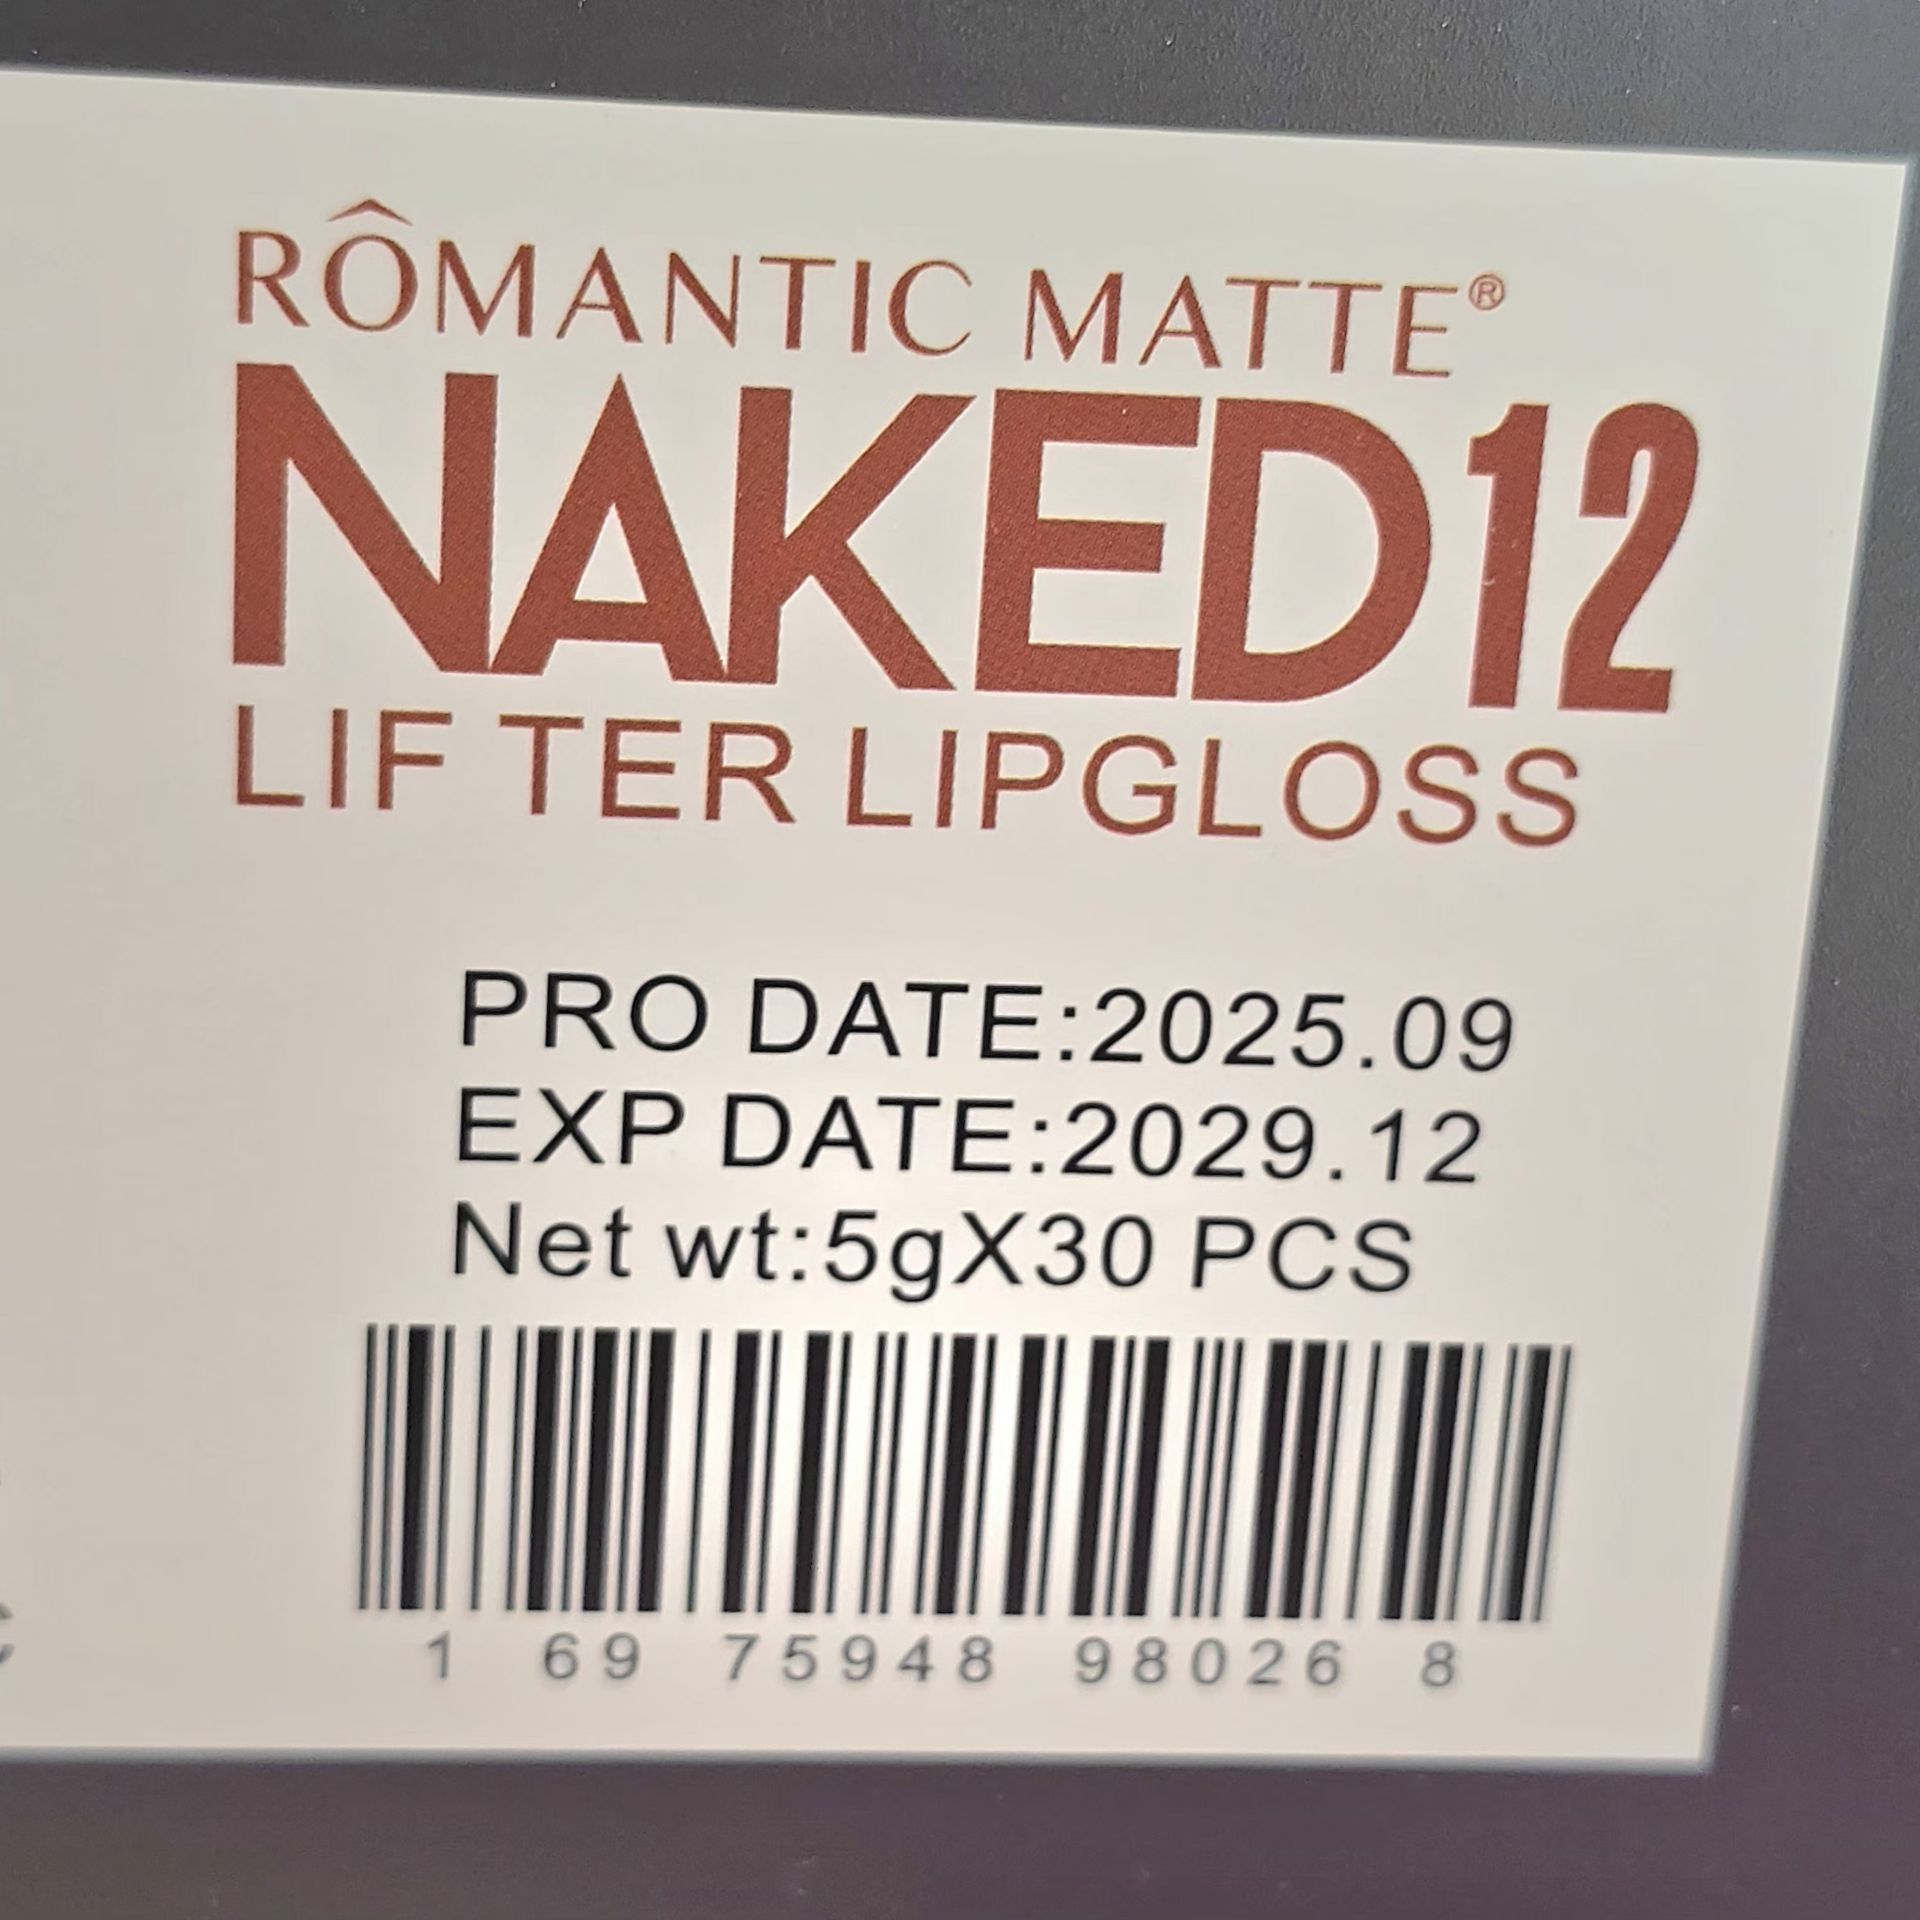 RÔMANTIC MATTE®
NAKED12
LIF TER LIPGLOSS
PRO DATE:2025.09
EXP DATE:2029.12
Net wt:5gX30 PCS
1 69 75948 98026 8